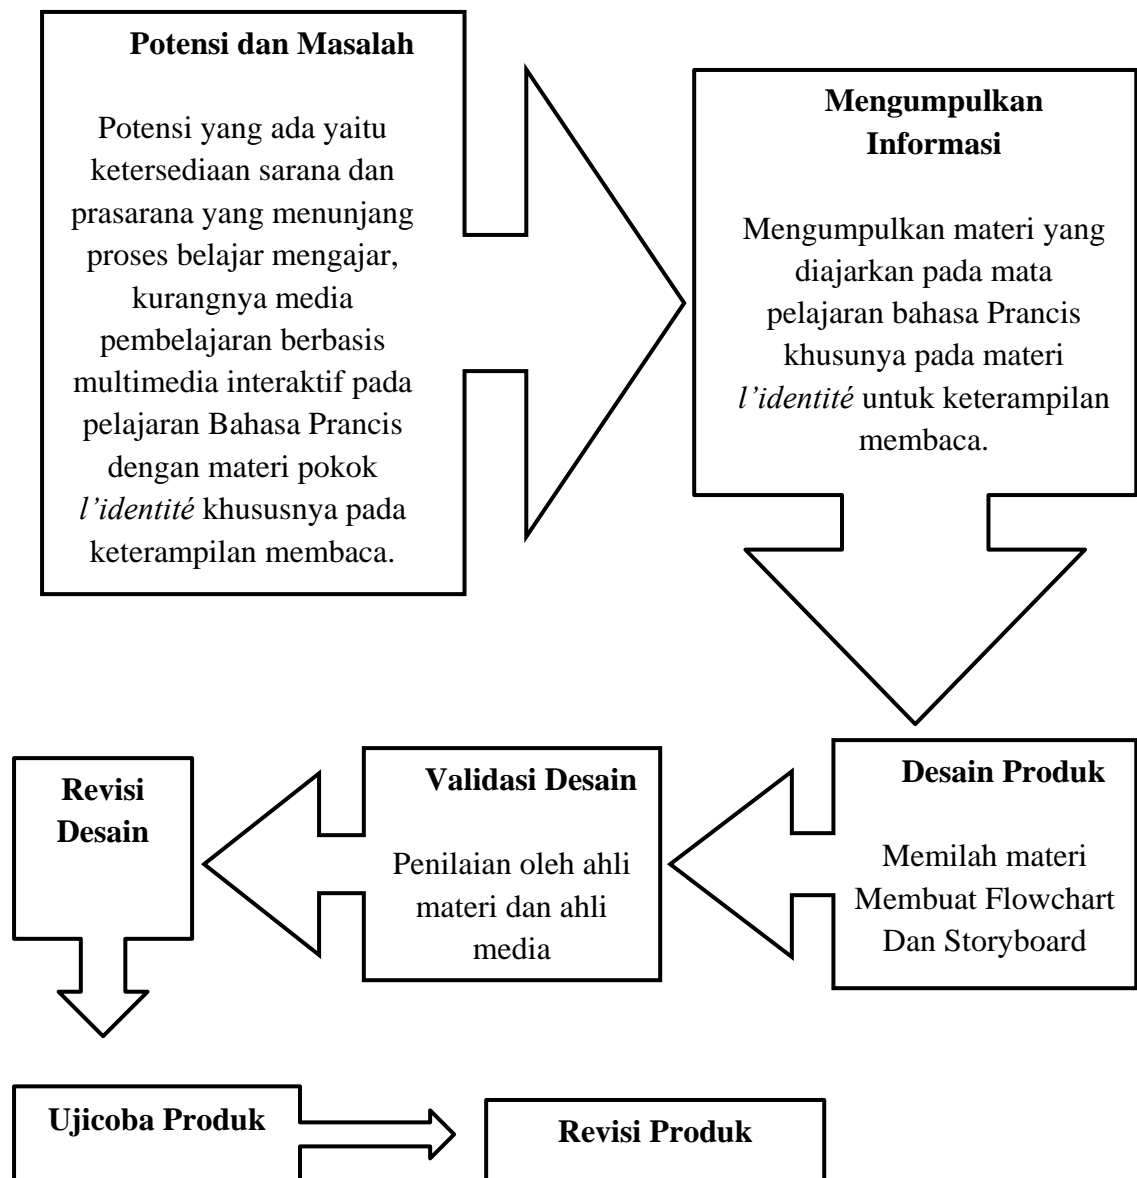 Potensi dan Masalah
Potensi yang ada yaitu
ketersediaan sarana dan
prasarana yang menunjang
proses belajar mengajar,
kurangnya media
pembelajaran berbasis
multimedia interaktif pada
pelajaran Bahasa Prancis
dengan materi pokok
l’identité khususnya pada
keterampilan membaca.
Mengumpulkan
Informasi
Mengumpulkan materi yang
diajarkan pada mata
pelajaran bahasa Prancis
khusunya pada materi
l’identité untuk keterampilan
membaca.
Desain Produk
Memilah materi
Membuat Flowchart
Dan Storyboard
Validasi Desain
Penilaian oleh ahli
materi dan ahli
media
Revisi
Desain
Ujicoba Produk
Revisi Produk